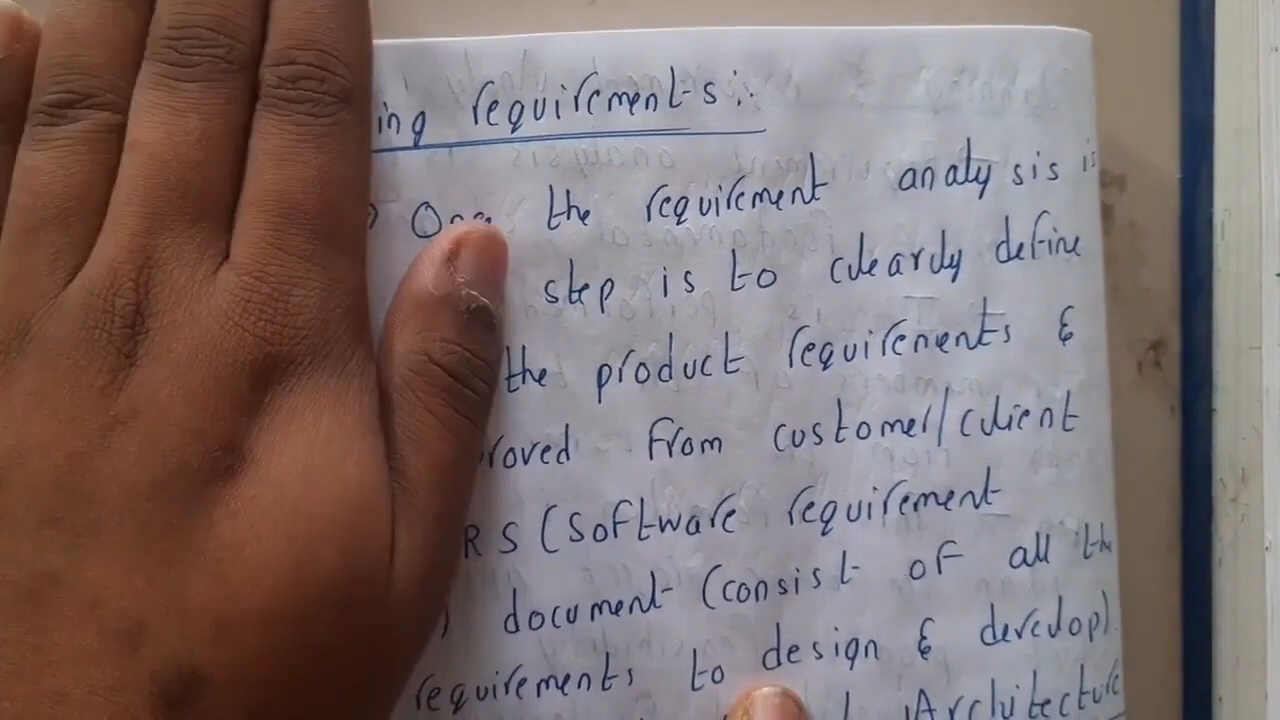 ing requirements:
the requirement analysis is
step is to clearly define
the product requirements &
roved from customer/client
RS (software requirement
) document (consist of all the
requirements to design & develop)
Architecture